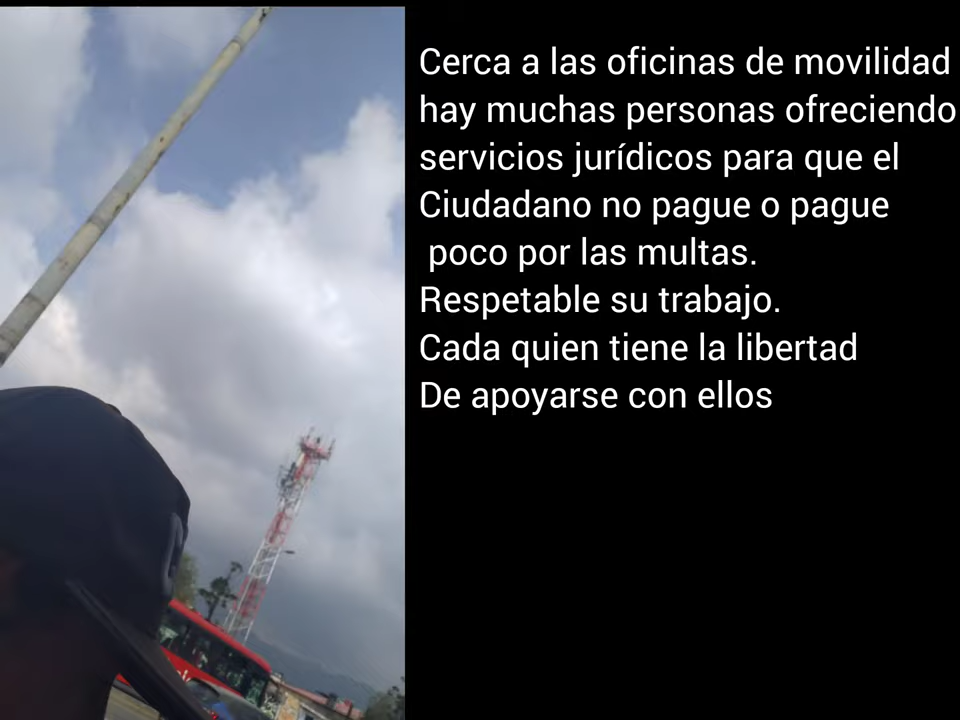 Cerca a las oficinas de movilidad
hay muchas personas ofreciendo
servicios jurídicos para que el
Ciudadano no pague o pague
poco por las multas.
Respetable su trabajo.
Cada quien tiene la libertad
De apoyarse con ellos